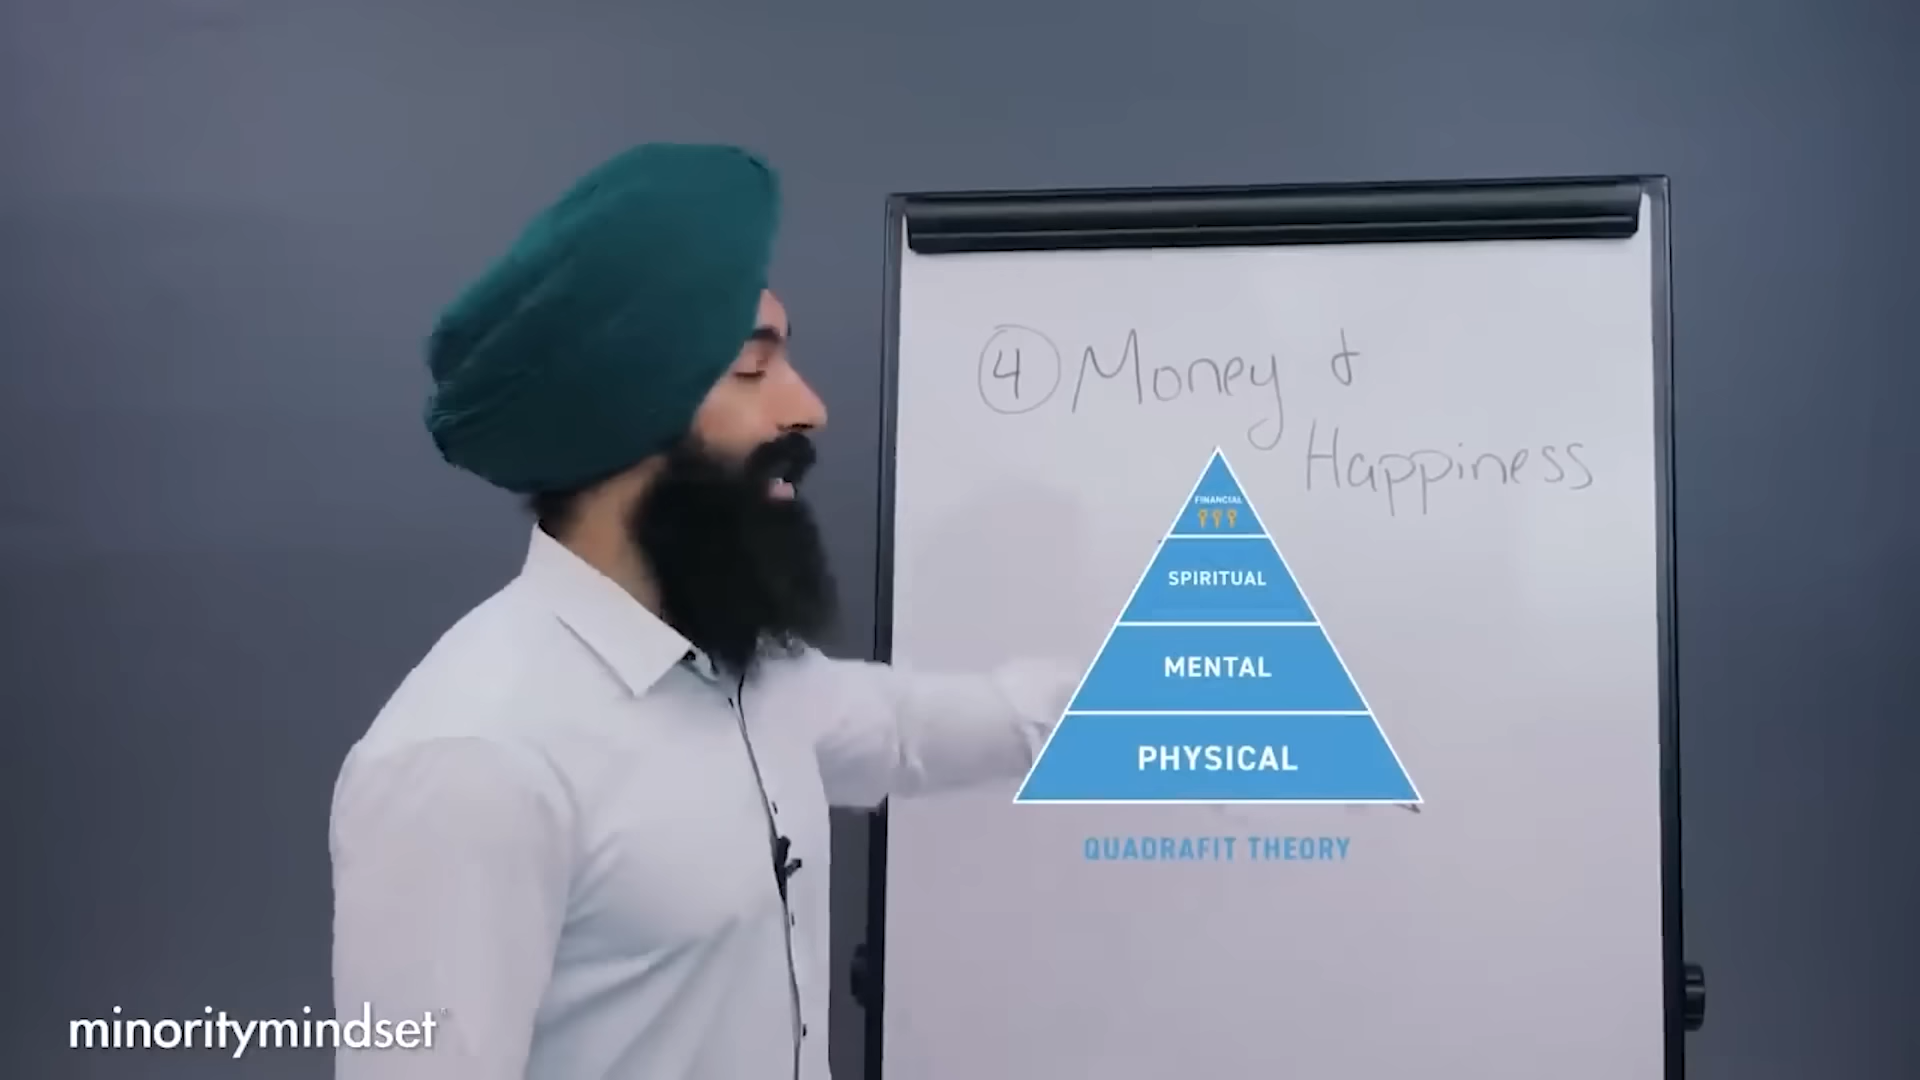 ④ Money &
Happiness
FINANCIAL
SPIRITUAL
MENTAL
PHYSICAL
QUADRAFIT THEORY
minoritymindset